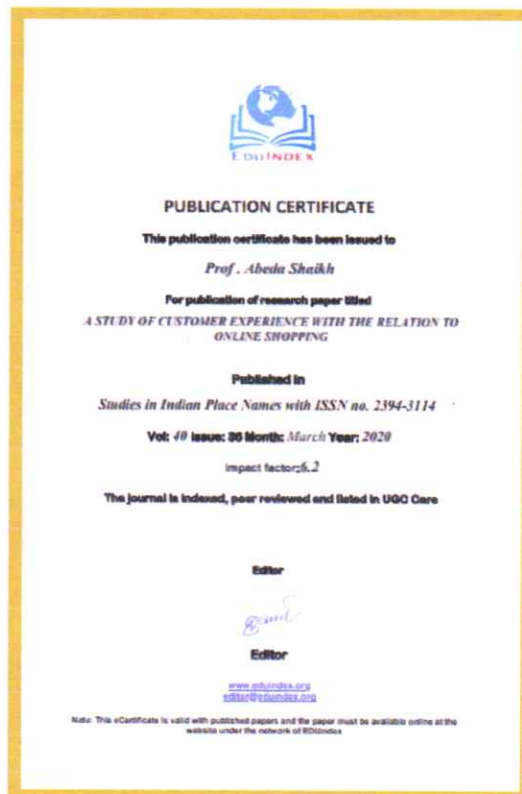 EDUINDEX
PUBLICATION CERTIFICATE
This publication certificate has been issued to
Prof. Abeda Shaikh
For publication of research paper titled
A STUDY OF CUSTOMER EXPERIENCE WITH THE RELATION TO
ONLINE SHOPPING
Published in
Studies in Indian Place Names with ISSN no. 2394-3114
Vol: 40 Issue: 36 Month: March Year: 2020
impact factor:6.2
The journal is indexed, peer reviewed and listed in UGC Care
Editor
Editor
www.eduindex.org
editor@eduindex.org
Note: This eCertificate is valid with published papers and the paper must be available online at the
website under the network of EDUindex